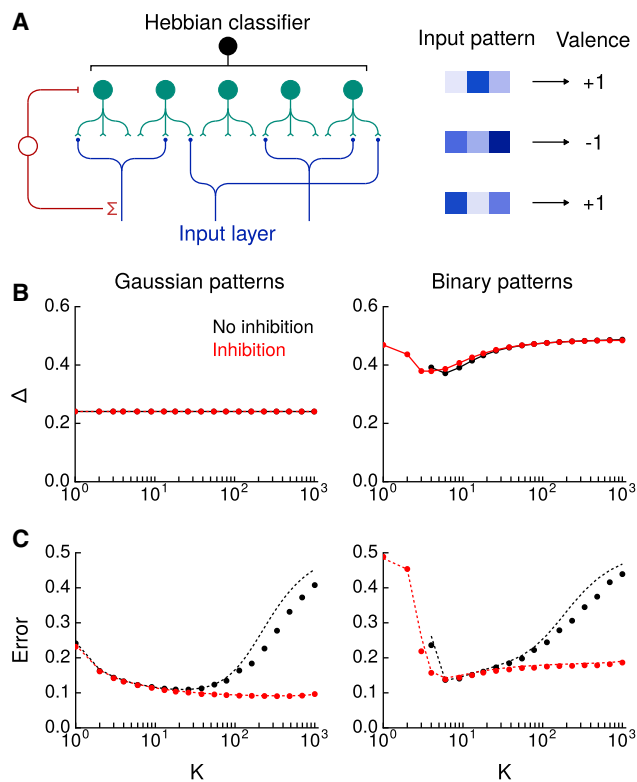 A
Hebbian classifier
Input pattern
Valence
+1
-1
+1
Σ
Input layer
B
Gaussian patterns
Binary patterns
No inhibition
Inhibition
Δ
0.6
0.4
0.2
0.0
10⁰
10¹
10²
10³
0.6
0.4
0.2
0.0
10⁰
10¹
10²
10³
C
Error
0.5
0.4
0.3
0.2
0.1
0.0
10⁰
10¹
10²
10³
K
0.5
0.4
0.3
0.2
0.1
0.0
10⁰
10¹
10²
10³
K